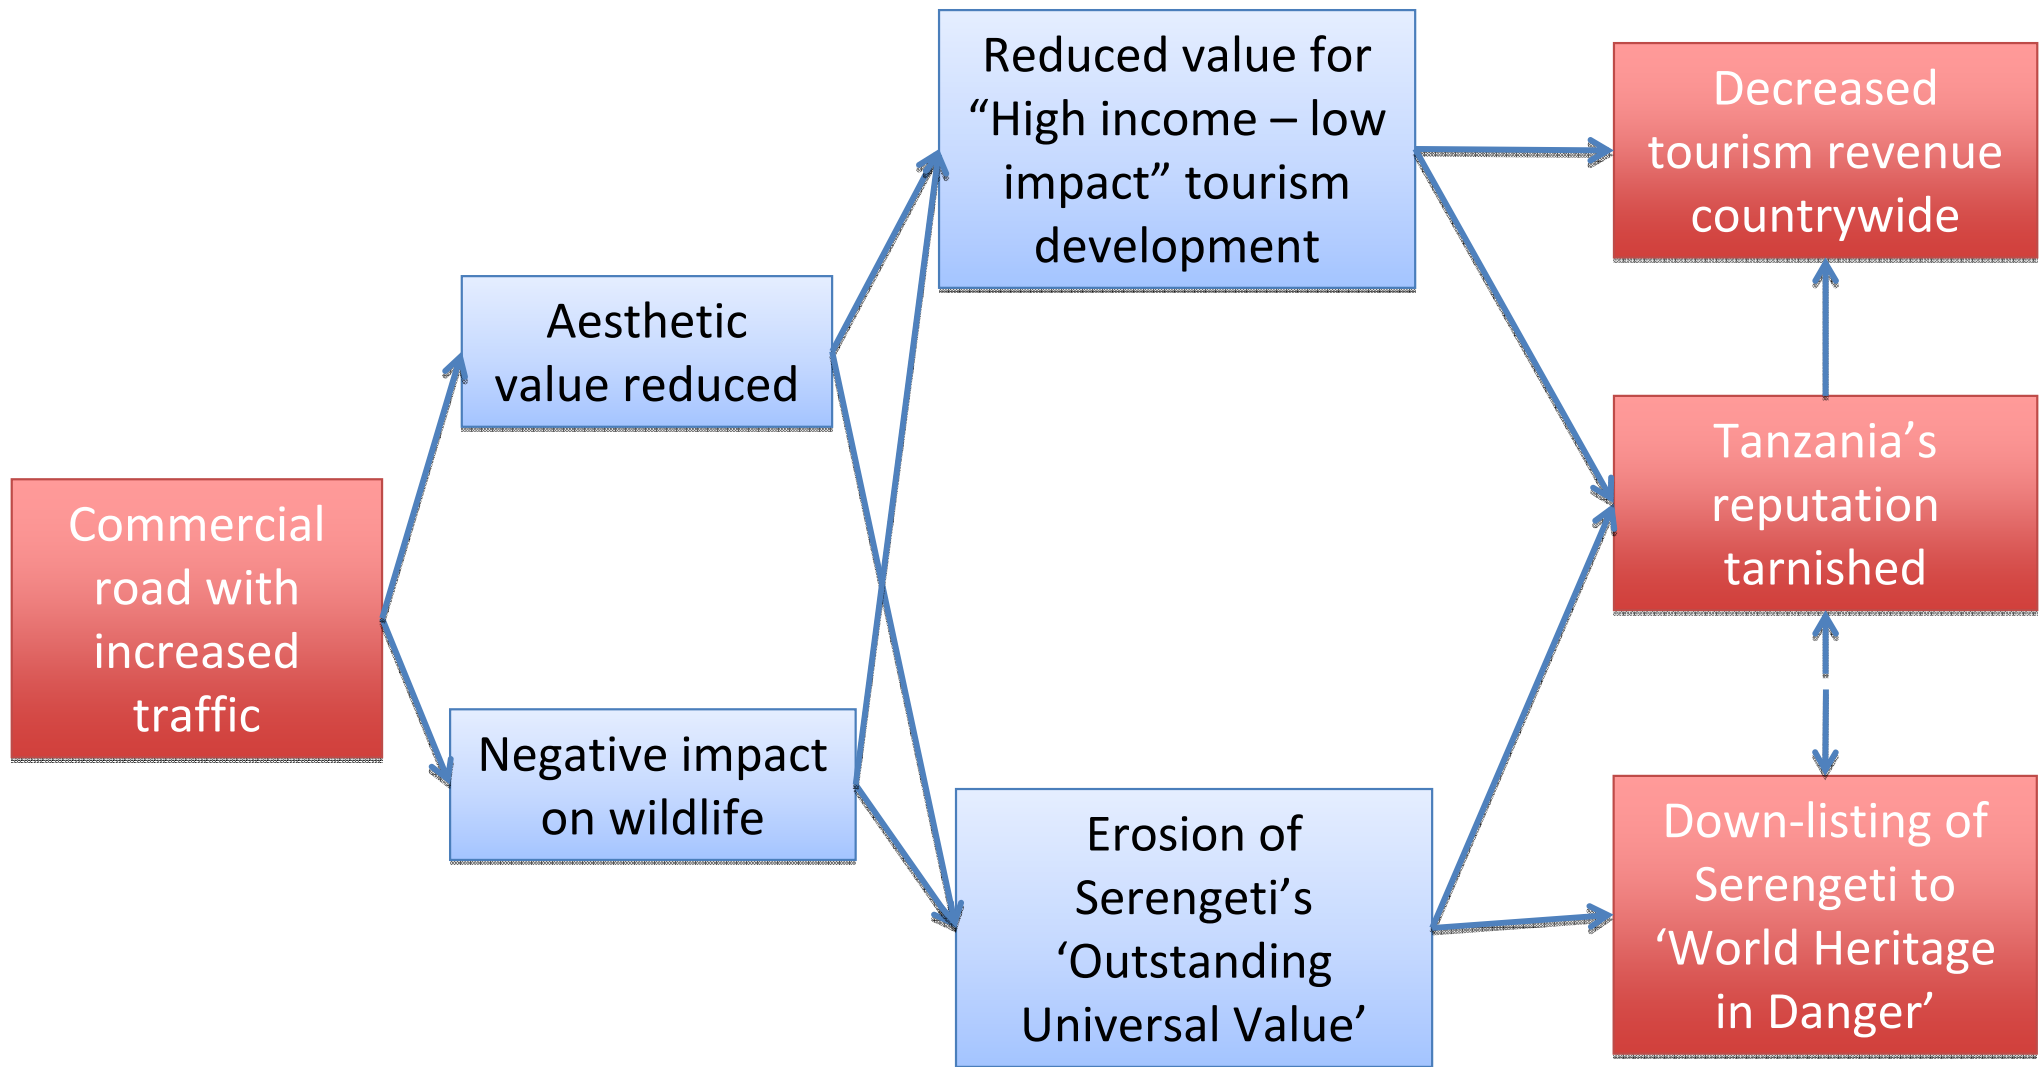 Commercial
road with
increased
traffic
Aesthetic
value reduced
Negative impact
on wildlife
Reduced value for
“High income – low
impact” tourism
development
Erosion of
Serengeti’s
‘Outstanding
Universal Value’
Decreased
tourism revenue
countrywide
Tanzania’s
reputation
tarnished
Down-listing of
Serengeti to
‘World Heritage
in Danger’